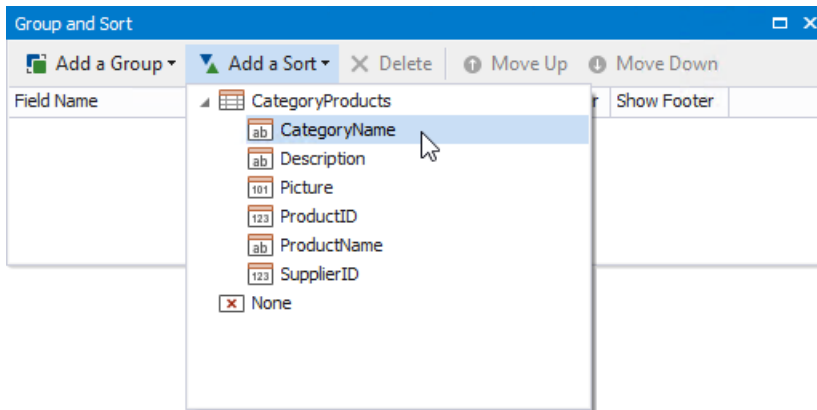 Group and Sort
Add a Group Add a Sort Delete Move Up Move Down
Field Name r Show Footer
CategoryProducts
ab CategoryName
ab Description
101 Picture
123 ProductID
ab ProductName
123 SupplierID
None